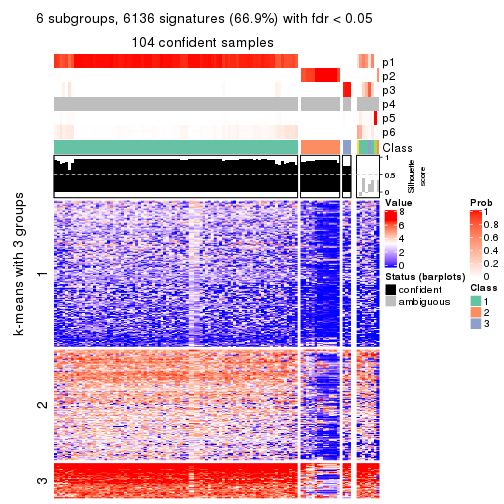 6 subgroups, 6136 signatures (66.9%) with fdr < 0.05
104 confident samples
p1
p2
p3
p4
p5
p6
Class
1
0.5
0
Silhouette
score
k-means with 3 groups
1
2
3
Value
8
6
4
2
0
Status (barplots)
confident
ambiguous
Prob
1
0.8
0.6
0.4
0.2
0
Class
1
2
3